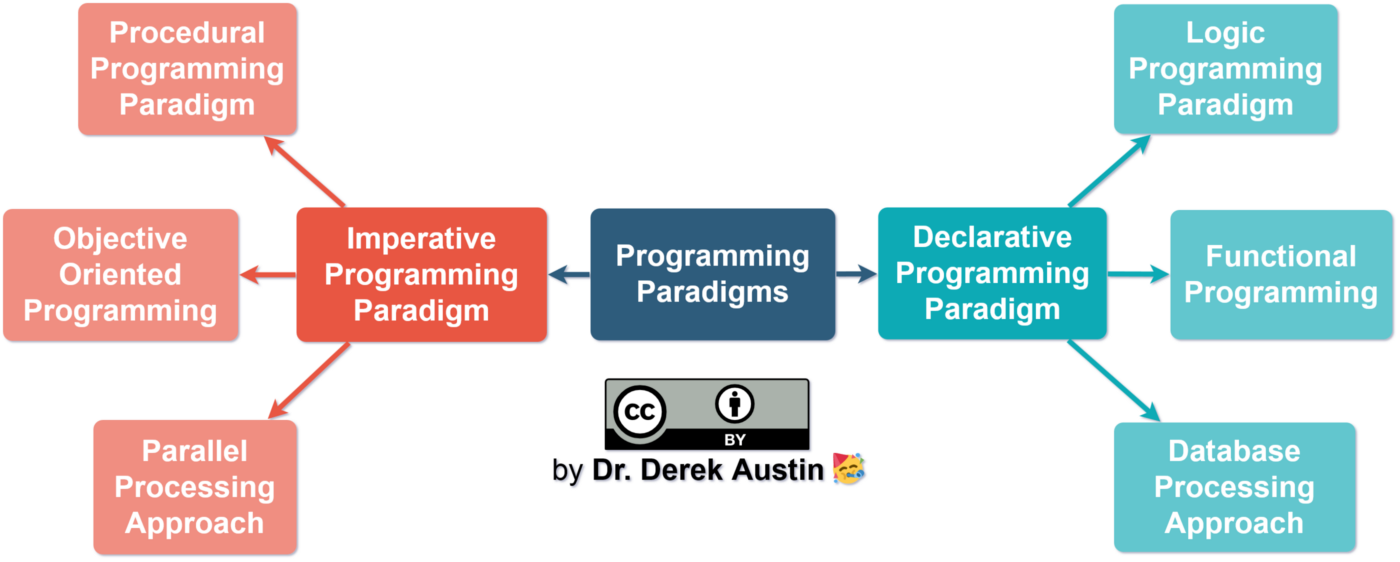 Procedural
Programming
Paradigm
Logic
Programming
Paradigm
Objective
Oriented
Programming
Imperative
Programming
Paradigm
Programming
Paradigms
Declarative
Programming
Paradigm
Functional
Programming
Parallel
Processing
Approach
CC
BY
by Dr. Derek Austin 🥳
Database
Processing
Approach